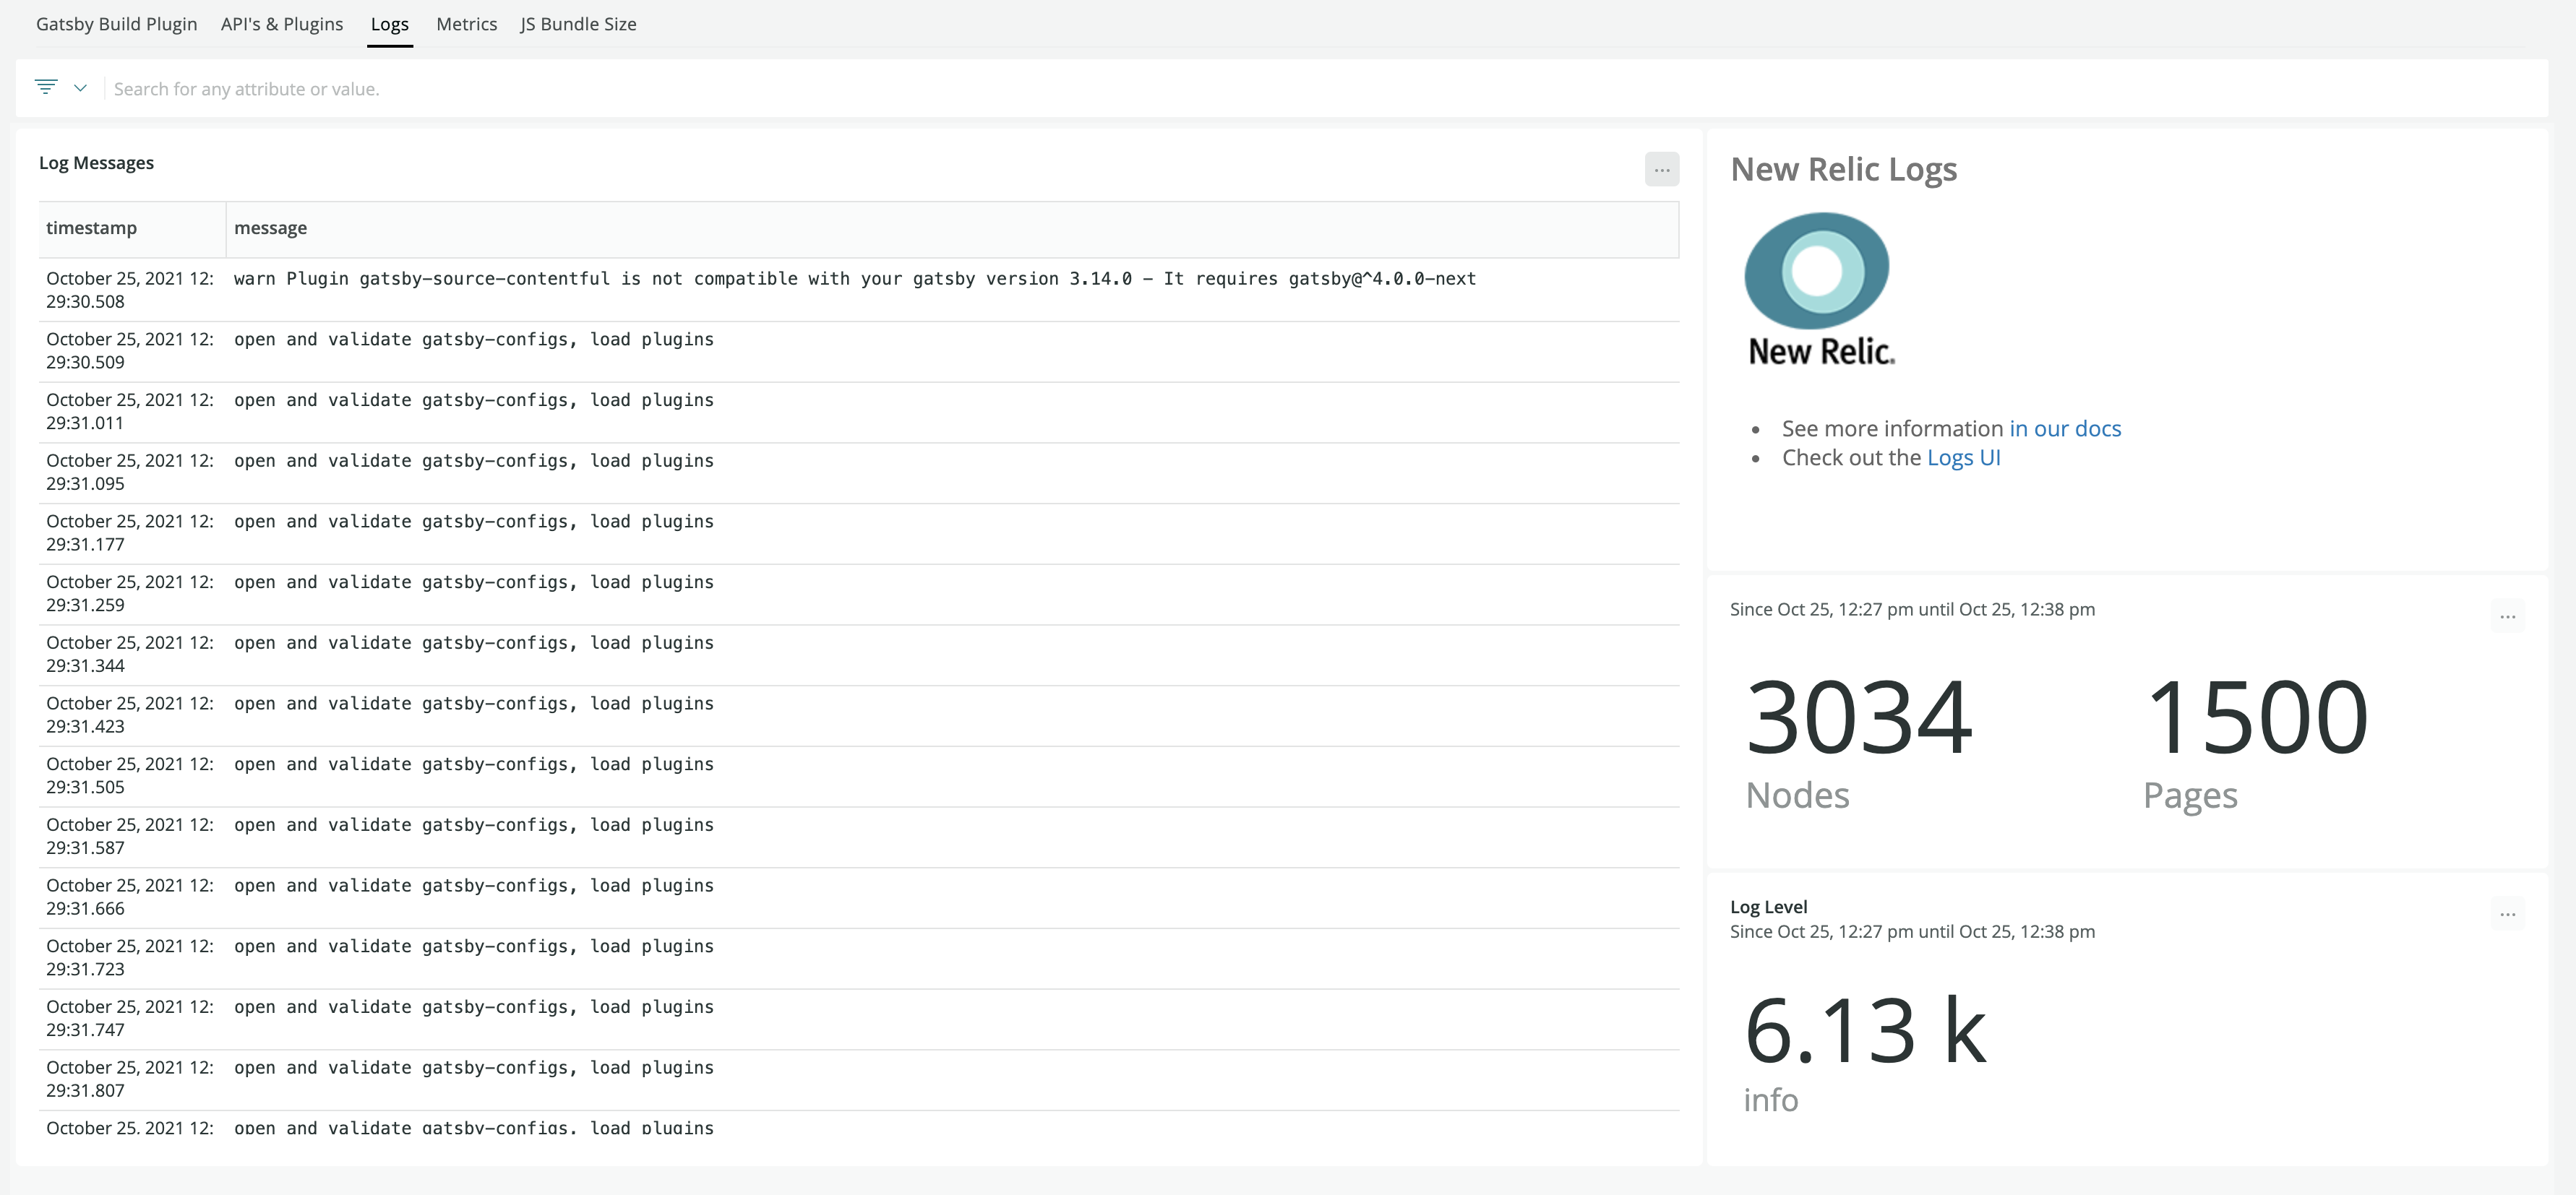 Gatsby Build Plugin API's & Plugins Logs Metrics JS Bundle Size
Search for any attribute or value.
Log Messages
...
timestamp message
October 25, 2021 12: warn Plugin gatsby-source-contentful is not compatible with your gatsby version 3.14.0 - It requires gatsby@^4.0.0-next
29:30.508
October 25, 2021 12: open and validate gatsby-configs, load plugins
29:30.509
October 25, 2021 12: open and validate gatsby-configs, load plugins
29:31.011
October 25, 2021 12: open and validate gatsby-configs, load plugins
29:31.095
October 25, 2021 12: open and validate gatsby-configs, load plugins
29:31.177
October 25, 2021 12: open and validate gatsby-configs, load plugins
29:31.259
October 25, 2021 12: open and validate gatsby-configs, load plugins
29:31.344
October 25, 2021 12: open and validate gatsby-configs, load plugins
29:31.423
October 25, 2021 12: open and validate gatsby-configs, load plugins
29:31.505
October 25, 2021 12: open and validate gatsby-configs, load plugins
29:31.587
October 25, 2021 12: open and validate gatsby-configs, load plugins
29:31.666
October 25, 2021 12: open and validate gatsby-configs, load plugins
29:31.723
October 25, 2021 12: open and validate gatsby-configs, load plugins
29:31.747
October 25, 2021 12: open and validate gatsby-configs, load plugins
29:31.807
October 25, 2021 12: open and validate gatsby-configs, load plugins
New Relic Logs
New Relic.
• See more information in our docs
• Check out the Logs UI
Since Oct 25, 12:27 pm until Oct 25, 12:38 pm
...
3034 1500
Nodes Pages
Log Level
...
Since Oct 25, 12:27 pm until Oct 25, 12:38 pm
6.13 k
info